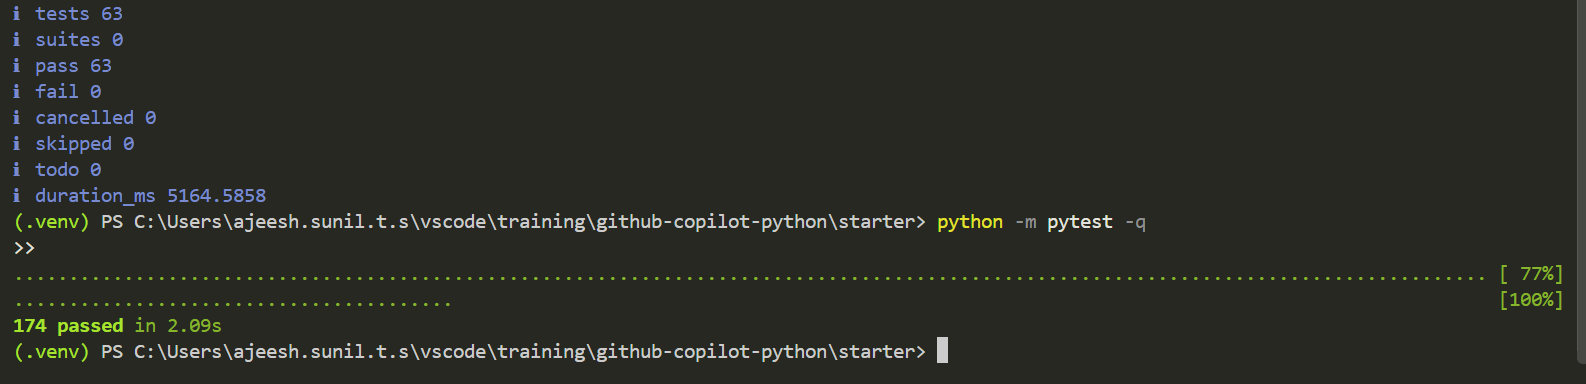 ℹ tests 63
ℹ suites 0
ℹ pass 63
ℹ fail 0
ℹ cancelled 0
ℹ skipped 0
ℹ todo 0
ℹ duration_ms 5164.5858
(.venv) PS C:\Users\ajeesh.sunil.t.s\vscode\training\github-copilot-python\starter> python -m pytest -q
>>
...................................................................................................................................... [ 77%]
........................................ [100%]
174 passed in 2.09s
(.venv) PS C:\Users\ajeesh.sunil.t.s\vscode\training\github-copilot-python\starter>